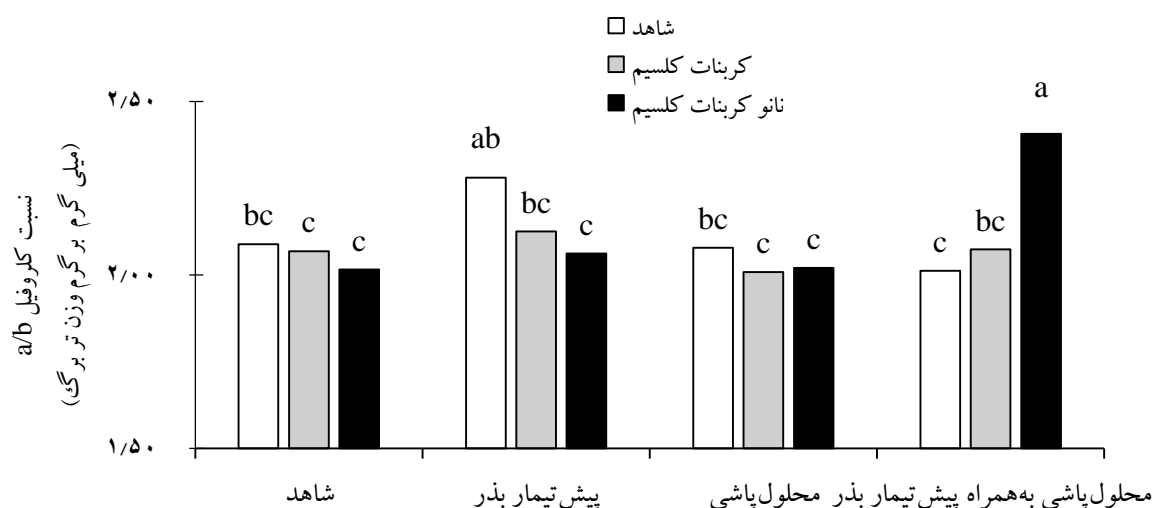 شاهد
کربنات کلسیم
نانو کربنات کلسیم
نسبت کلروفیل a/b
(میلی گرم بر گرم وزن تر برگ)
۲/۵۰
۲/۰۰
۱/۵۰
bc c c
ab bc c
bc c c
c bc a
شاهد
پیش‌تیمار بذر
محلول‌پاشی
محلول‌پاشی به‌همراه پیش‌تیمار بذر